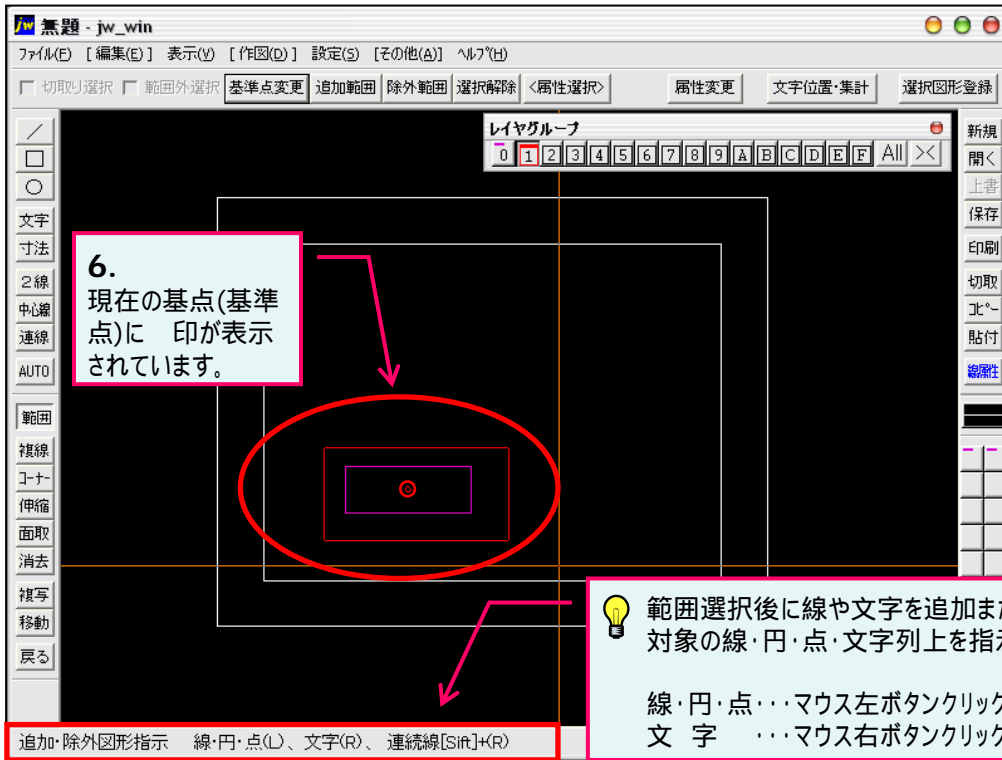 jw 無題 - jw_win
ファイル(F) [編集(E)] 表示(V) [作図(D)] 設定(S) [その他(A)] ヘルプ(H)
切取り選択 範囲外選択 基準点変更 追加範囲 除外範囲 選択解除 <属性選択> 属性変更 文字位置・集計 選択図形登録
レイヤグループ
0 1 2 3 4 5 6 7 8 9 A B C D E F All ><
文字
寸法
2線
中心線
連線
AUTO
範囲
複線
コーナー
伸縮
面取
消去
複写
移動
戻る
6.
現在の基点(基準
点)に 印が表示
されています。
新規
開く
上書
保存
印刷
切取
コピー
貼付
線属性
範囲選択後に線や文字を追加ま
対象の線・円・点・文字列上を指
線・円・点・・・マウス左ボタンクリック
文 字 ・・・マウス右ボタンクリック
追加・除外図形指示 線・円・点(L)、文字(R)、 連続線[Sift]+(R)